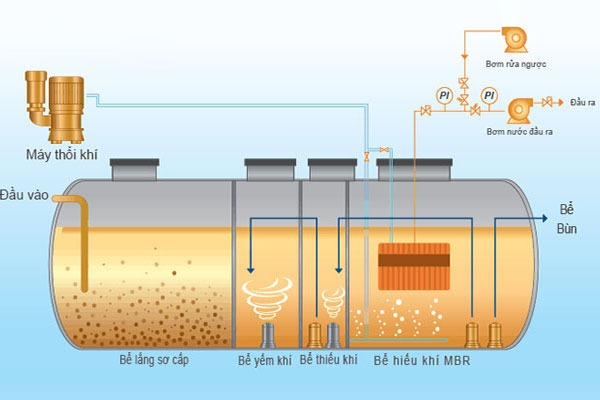 Bơm rửa ngược
PI
PI
Đầu ra
Bơm nước đầu ra
Máy thổi khí
Đầu vào
Bể
Bùn
Bể lắng sơ cấp
Bể yếm khí
Bể thiếu khí
Bể hiếu khí MBR